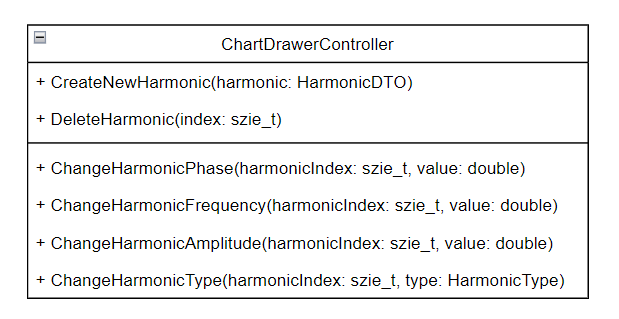 ChartDrawerController
+ CreateNewHarmonic(harmonic: HarmonicDTO)
+ DeleteHarmonic(index: szie_t)
+ ChangeHarmonicPhase(harmonicIndex: szie_t, value: double)
+ ChangeHarmonicFrequency(harmonicIndex: szie_t, value: double)
+ ChangeHarmonicAmplitude(harmonicIndex: szie_t, value: double)
+ ChangeHarmonicType(harmonicIndex: szie_t, type: HarmonicType)